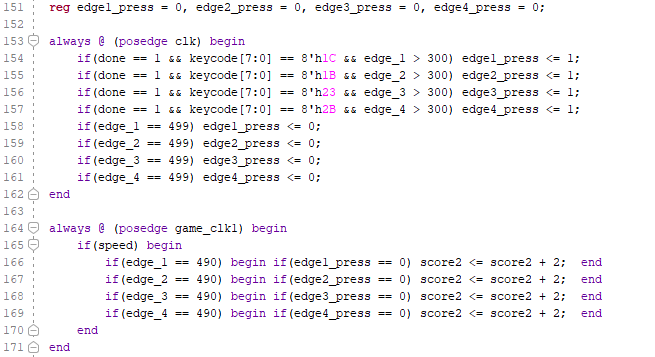 151 reg edge1_press = 0, edge2_press = 0, edge3_press = 0, edge4_press = 0;
152
153 always @ (posedge clk) begin
154 if(done == 1 && keycode[7:0] == 8'h1C && edge_1 > 300) edge1_press <= 1;
155 if(done == 1 && keycode[7:0] == 8'h1B && edge_2 > 300) edge2_press <= 1;
156 if(done == 1 && keycode[7:0] == 8'h23 && edge_3 > 300) edge3_press <= 1;
157 if(done == 1 && keycode[7:0] == 8'h2B && edge_4 > 300) edge4_press <= 1;
158 if(edge_1 == 499) edge1_press <= 0;
159 if(edge_2 == 499) edge2_press <= 0;
160 if(edge_3 == 499) edge3_press <= 0;
161 if(edge_4 == 499) edge4_press <= 0;
162 end
163
164 always @ (posedge game_clk1) begin
165 if(speed) begin
166 if(edge_1 == 490) begin if(edge1_press == 0) score2 <= score2 + 2; end
167 if(edge_2 == 490) begin if(edge2_press == 0) score2 <= score2 + 2; end
168 if(edge_3 == 490) begin if(edge3_press == 0) score2 <= score2 + 2; end
169 if(edge_4 == 490) begin if(edge4_press == 0) score2 <= score2 + 2; end
170 end
171 end